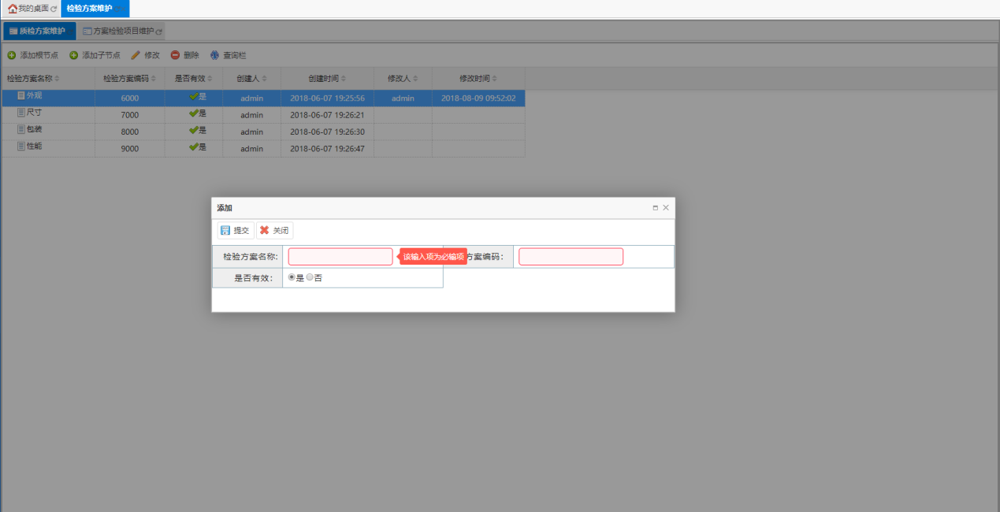 我的桌面 检验方案维护
质检方案维护 方案检验项目维护
添加根节点 添加子节点 修改 删除 查询栏
检验方案名称 检验方案编码 是否有效 创建人 创建时间 修改人 修改时间
外观 6000 是 admin 2018-06-07 19:25:56 admin 2018-08-09 09:52:02
尺寸 7000 是 admin 2018-06-07 19:26:21
包装 8000 是 admin 2018-06-07 19:26:30
性能 9000 是 admin 2018-06-07 19:26:47
添加
提交 关闭
检验方案名称: 该输入项为必输项 方案编码:
是否有效: 是 否